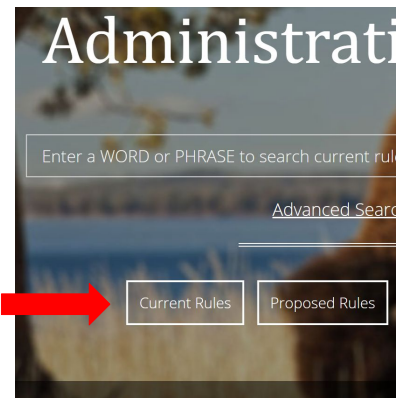 Administrati
Enter a WORD or PHRASE to search current rul
Advanced Searc
Current Rules Proposed Rules